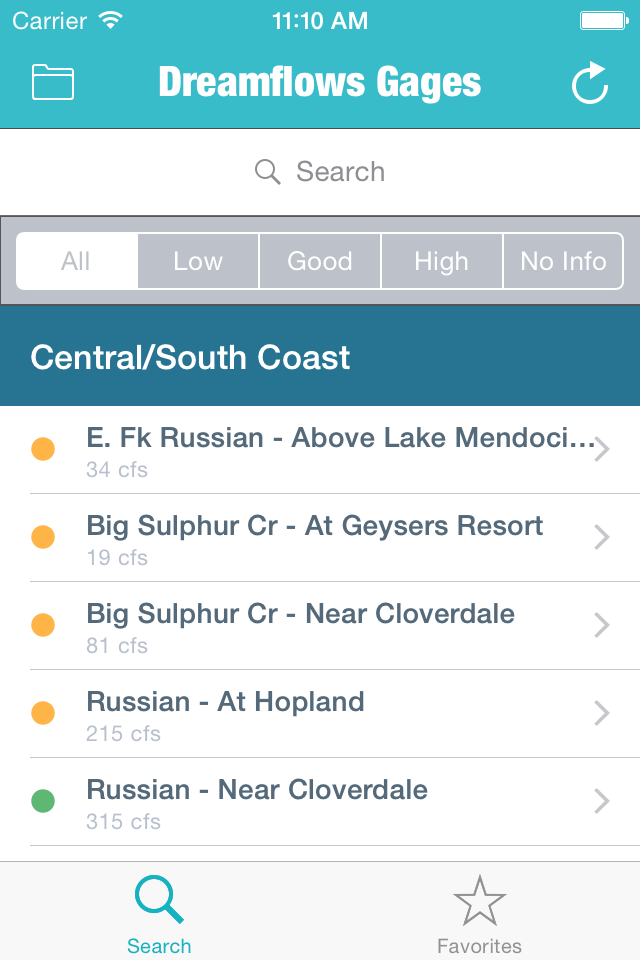 Carrier 11:10 AM
Dreamflows Gages
Search
All Low Good High No Info
Central/South Coast
E. Fk Russian - Above Lake Mendoci...
34 cfs
Big Sulphur Cr - At Geysers Resort
19 cfs
Big Sulphur Cr - Near Cloverdale
81 cfs
Russian - At Hopland
215 cfs
Russian - Near Cloverdale
315 cfs
Search Favorites